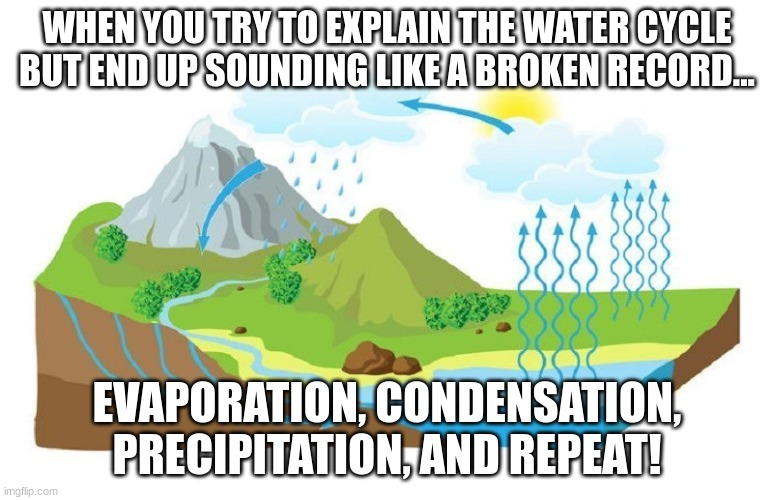 WHEN YOU TRY TO EXPLAIN THE WATER CYCLE
BUT END UP SOUNDING LIKE A BROKEN RECORD...
EVAPORATION, CONDENSATION,
PRECIPITATION, AND REPEAT!
imgflip.com